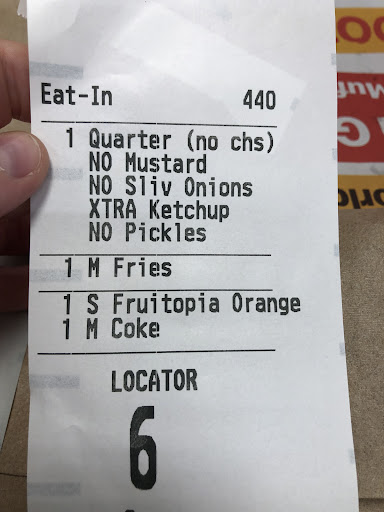 Eat-In 440
1 Quarter (no chs)
NO Mustard
NO Sliv Onions
XTRA Ketchup
NO Pickles
1 M Fries
1 S Fruitopia Orange
1 M Coke
LOCATOR
6